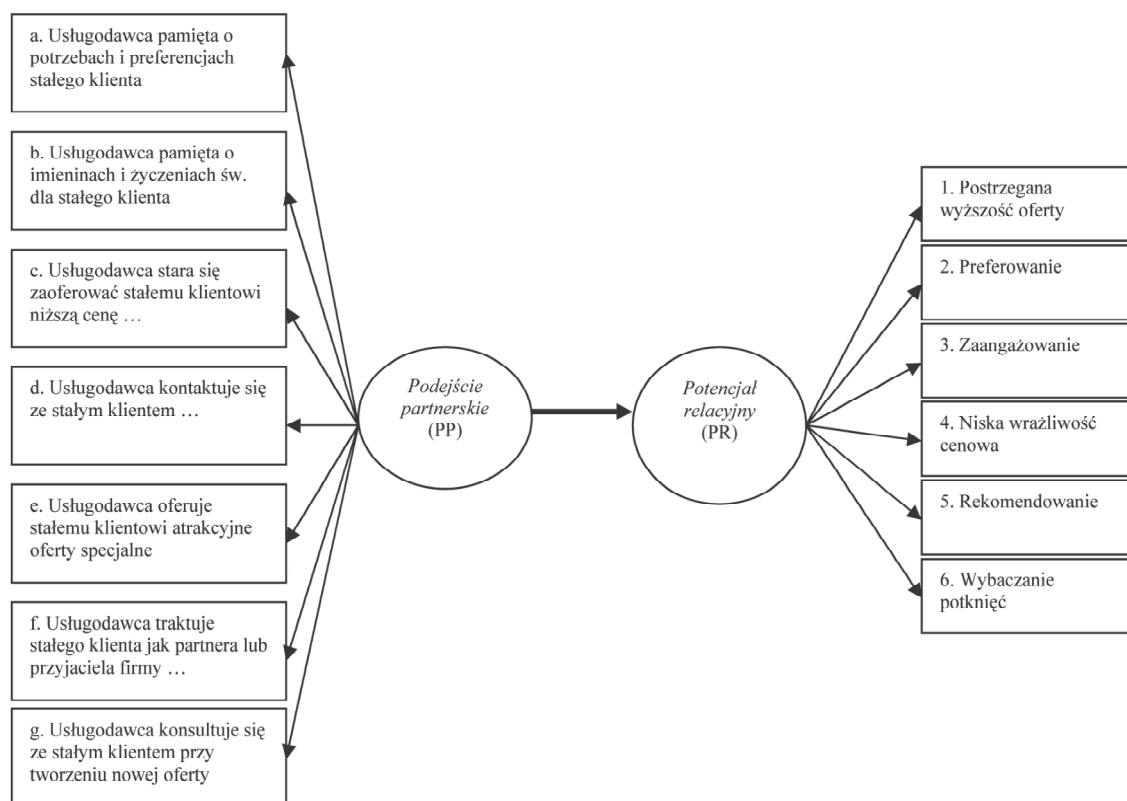 a. Usługodawca pamięta o
potrzebach i preferencjach
stałego klienta
b. Usługodawca pamięta o
imieninach i życzeniach św.
dla stałego klienta
c. Usługodawca stara się
zaoferować stałemu klientowi
niższą cenę …
d. Usługodawca kontaktuje się
ze stałym klientem …
e. Usługodawca oferuje
stałemu klientowi atrakcyjne
oferty specjalne
f. Usługodawca traktuje
stałego klienta jak partnera lub
przyjaciela firmy …
g. Usługodawca konsultuje się
ze stałym klientem przy
tworzeniu nowej oferty
Podejście
partnerskie
(PP)
Potencjał
relacyjny
(PR)
1. Postrzegana
wyższość oferty
2. Preferowanie
3. Zaangażowanie
4. Niska wrażliwość
cenowa
5. Rekomendowanie
6. Wybaczanie
potknięć